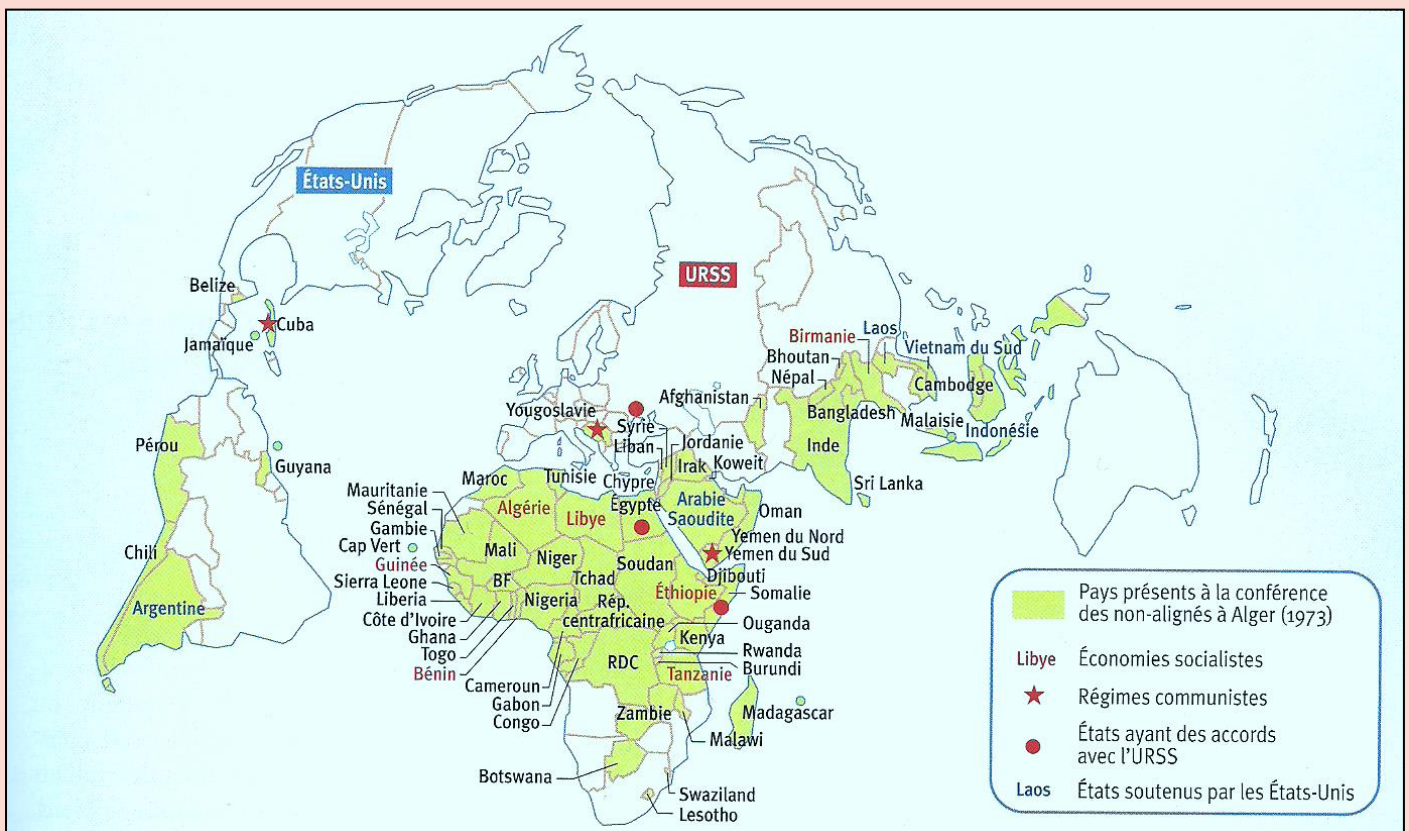 États-Unis
URSS
Belize
Cuba
Jamaïque
Pérou
Guyana
Chili
Argentine
Yougoslavie
Syrie
Liban
Chypre
Jordanie
Irak
Koweit
Afghanistan
Népal
Bhoutan
Birmanie
Laos
Vietnam du Sud
Cambodge
Bangladesh
Malaisie
Indonésie
Inde
Sri Lanka
Maroc
Tunisie
Algérie
Libye
Égypte
Arabie
Saoudite
Oman
Yemen du Nord
Yemen du Sud
Mauritanie
Sénégal
Gambie
Cap Vert
Guinée
Sierra Leone
Liberia
Côte d'Ivoire
Ghana
Togo
Bénin
Cameroun
Gabon
Congo
Mali
Niger
BF
Nigeria
Tchad
Rép.
centrafricaine
Soudan
Djibouti
Éthiopie
Somalie
Ouganda
Kenya
Rwanda
Burundi
RDC
Tanzanie
Zambie
Madagascar
Malawi
Botswana
Swaziland
Lesotho
Pays présents à la conférence
des non-alignés à Alger (1973)
Libye Économies socialistes
Régimes communistes
États ayant des accords
avec l'URSS
Laos États soutenus par les États-Unis